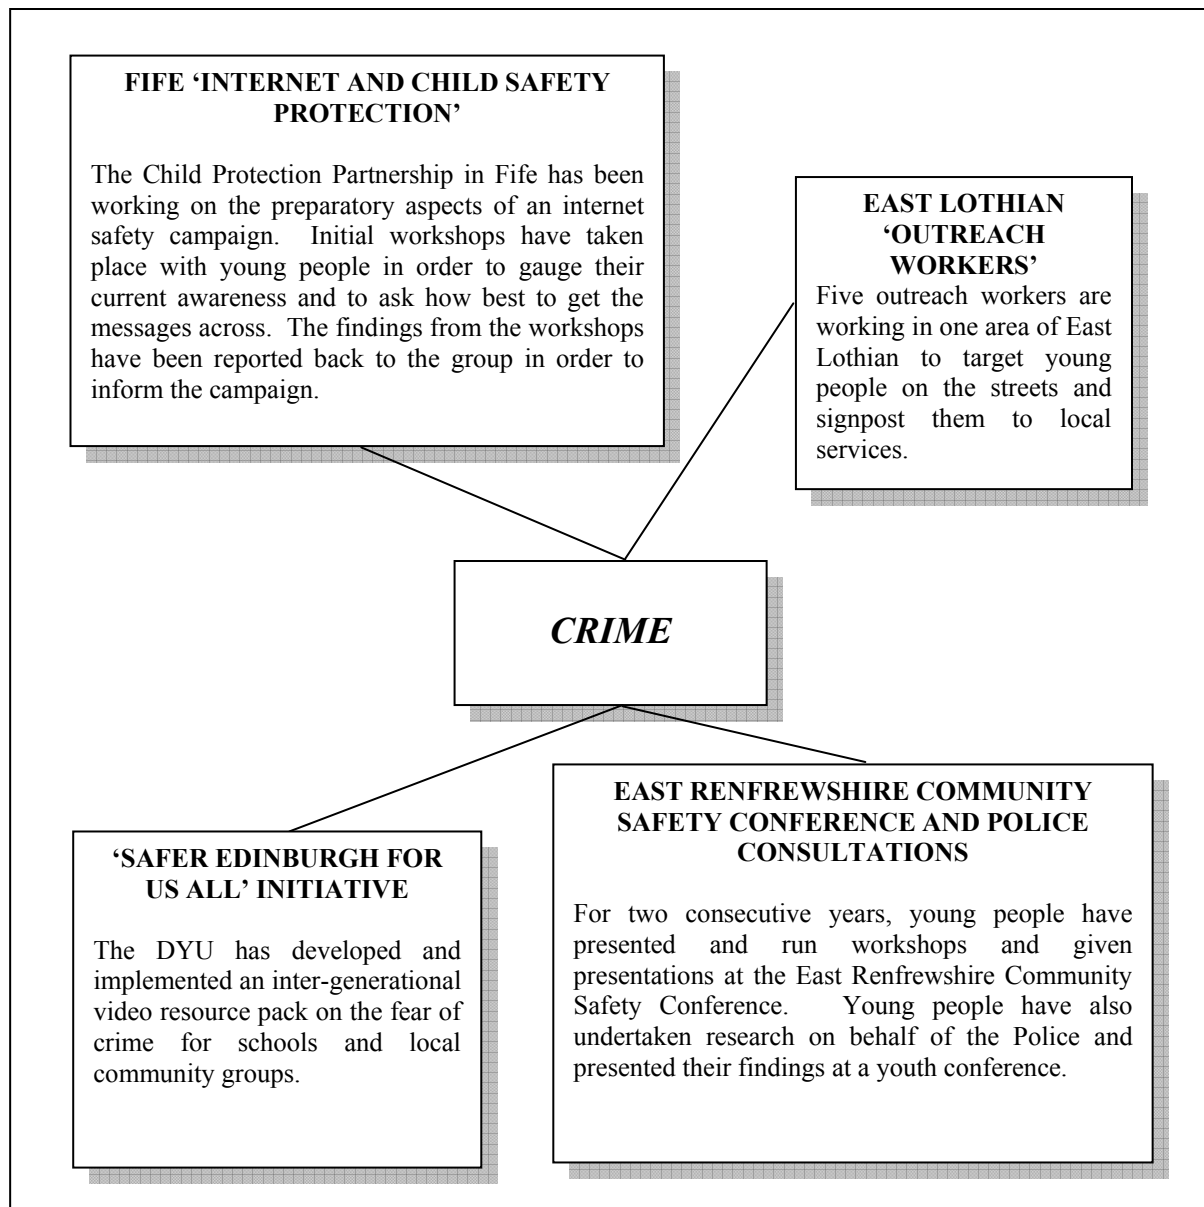 FIFE ‘INTERNET AND CHILD SAFETY
PROTECTION’
The Child Protection Partnership in Fife has been
working on the preparatory aspects of an internet
safety campaign. Initial workshops have taken
place with young people in order to gauge their
current awareness and to ask how best to get the
messages across. The findings from the workshops
have been reported back to the group in order to
inform the campaign.
EAST LOTHIAN
‘OUTREACH
WORKERS’
Five outreach workers are
working in one area of East
Lothian to target young
people on the streets and
signpost them to local
services.
CRIME
‘SAFER EDINBURGH FOR
US ALL’ INITIATIVE
The DYU has developed and
implemented an inter-generational
video resource pack on the fear of
crime for schools and local
community groups.
EAST RENFREWSHIRE COMMUNITY
SAFETY CONFERENCE AND POLICE
CONSULTATIONS
For two consecutive years, young people have
presented and run workshops and given
presentations at the East Renfrewshire Community
Safety Conference. Young people have also
undertaken research on behalf of the Police and
presented their findings at a youth conference.